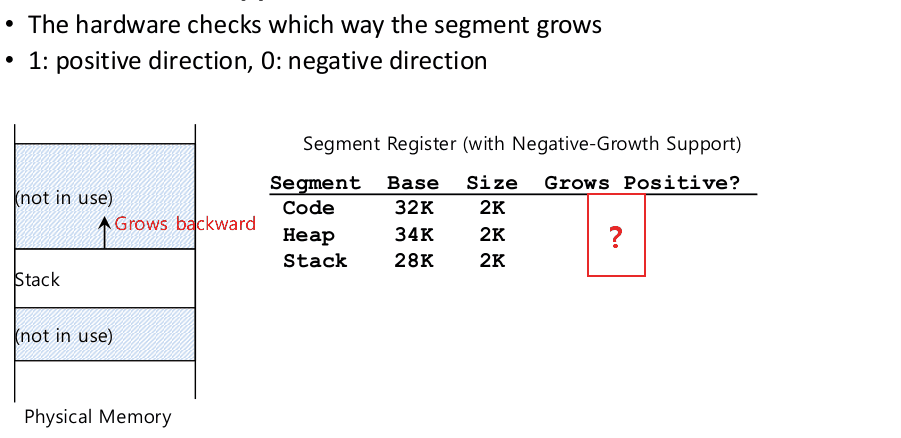 • The hardware checks which way the segment grows
• 1: positive direction, 0: negative direction
Segment Register (with Negative-Growth Support)
Segment Base Size Grows Positive?
Code 32K 2K
Heap 34K 2K
Stack 28K 2K
?
(not in use)
Grows backward
Stack
(not in use)
Physical Memory